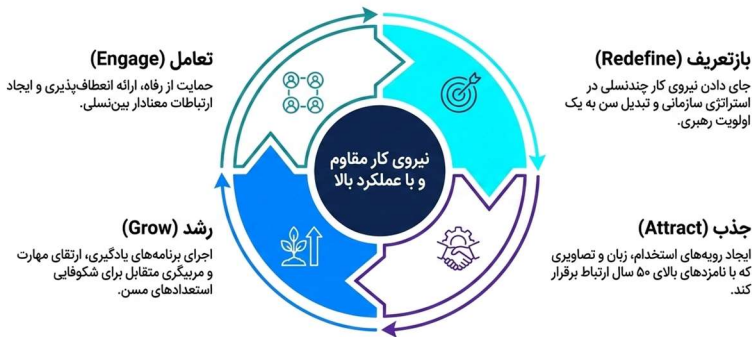 بازتعریف (Redefine)
جای دادن نیروی کار چندنسلی در
استراتژی سازمانی و تبدیل سن به یک
اولویت رهبری.
تعامل (Engage)
حمایت از رفاه، ارائه انعطاف‌پذیری و ایجاد
ارتباطات معنادار بین‌نسلی.
نیروی کار مقاوم
و با عملکرد بالا
جذب (Attract)
ایجاد رویه‌های استخدام، زبان و تصاویری
که با نامزدهای بالای ۵۰ سال ارتباط برقرار
کند.
رشد (Grow)
اجرای برنامه‌های یادگیری، ارتقای مهارت
و مربیگری متقابل برای شکوفایی
استعدادهای مسن.